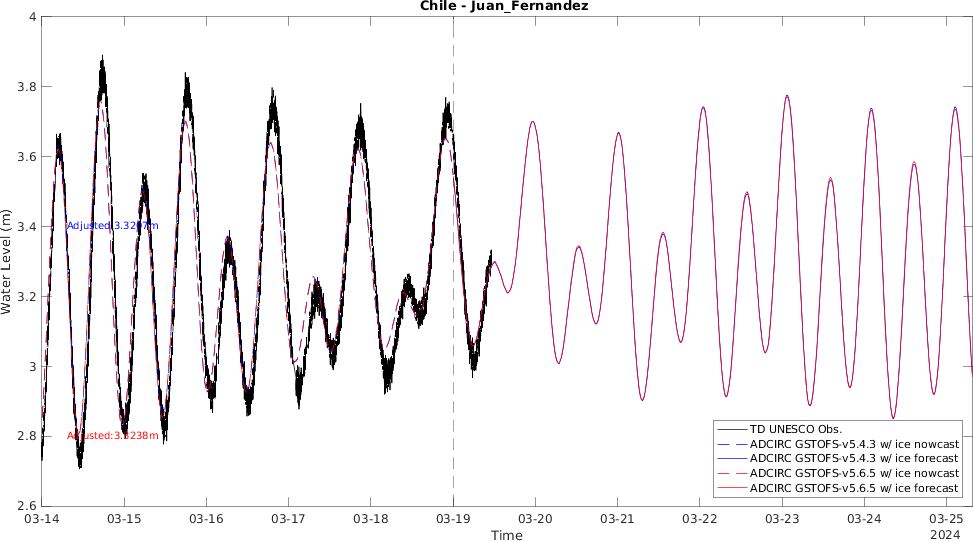 Chile - Juan_Fernandez
4
3.8
3.6
3.4
3.2
3
2.8
2.6
Water Level (m)
Adjusted:3.3238m
03-14
03-15
03-16
03-17
03-18
03-19
03-20
03-21
03-22
03-23
03-24
03-25
2024
Time
TD UNESCO Obs.
ADCIRC GSTOFS-v5.4.3 w/ ice nowcast
ADCIRC GSTOFS-v5.4.3 w/ ice forecast
ADCIRC GSTOFS-v5.6.5 w/ ice nowcast
ADCIRC GSTOFS-v5.6.5 w/ ice forecast